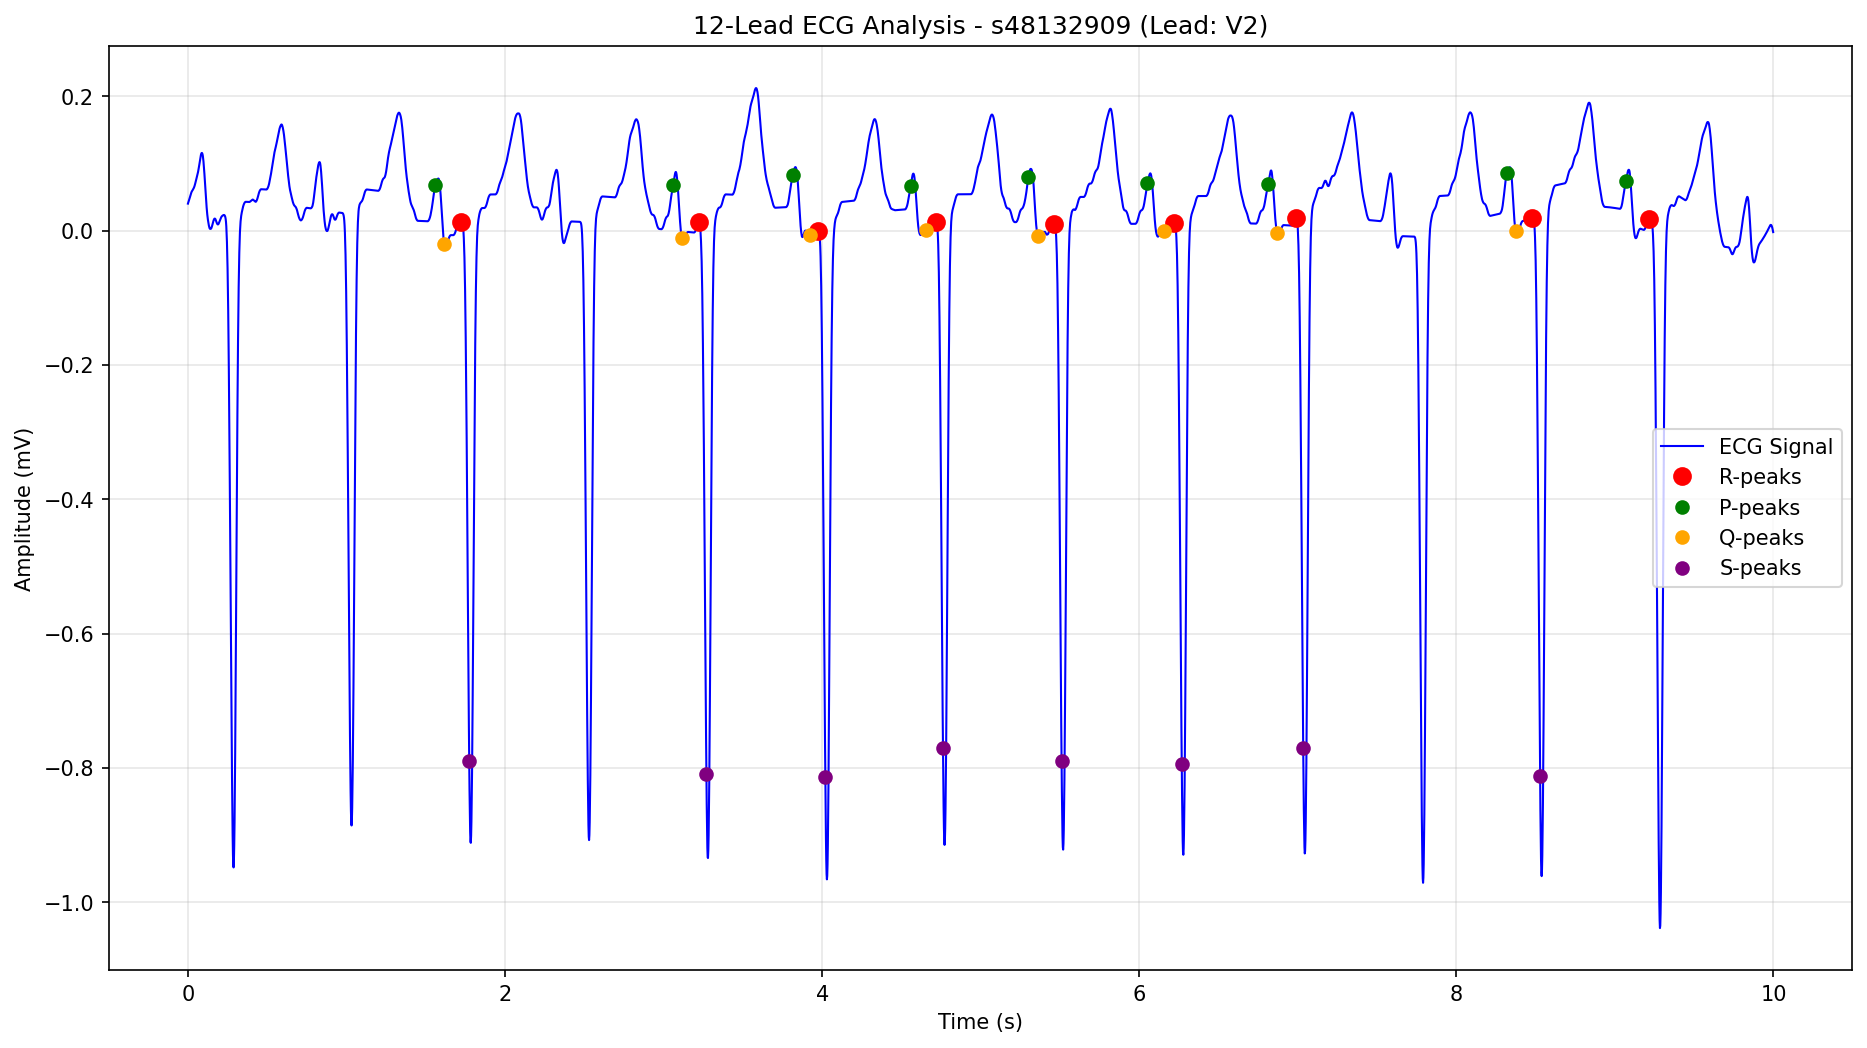 12-Lead ECG Analysis - s48132909 (Lead: V2)
Amplitude (mV)
0.2
0.0
−0.2
−0.4
−0.6
−0.8
−1.0
ECG Signal
R-peaks
P-peaks
Q-peaks
S-peaks
0 2 4 6 8 10
Time (s)